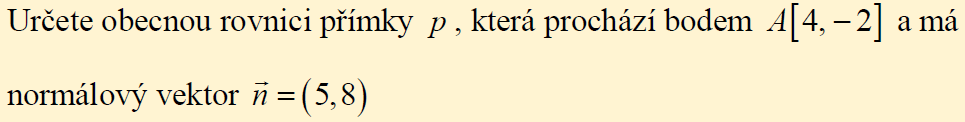 Určete obecnou rovnici přímky p , která prochází bodem A[4, −2] a má
normálový vektor n⃗ = (5,8)